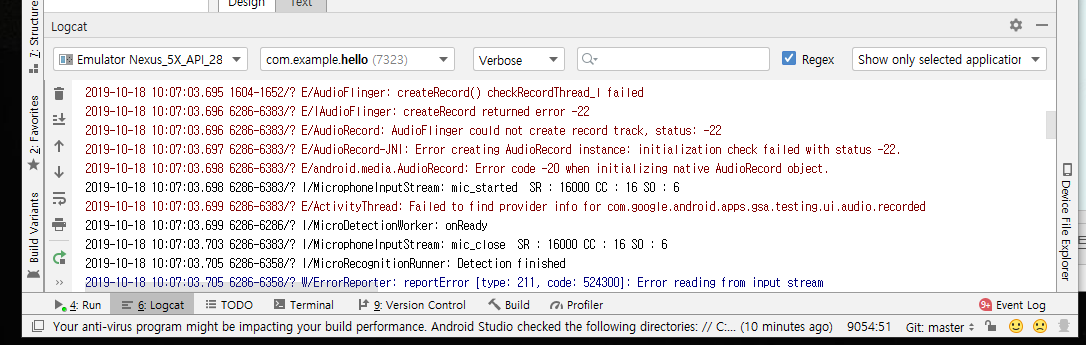 Design Text
7: Structure
Logcat
Emulator Nexus_5X_API_28 com.example.hello (7323) Verbose Regex Show only selected application
2019-10-18 10:07:03.695 1604-1652/? E/AudioFlinger: createRecord() checkRecordThread_l failed
2019-10-18 10:07:03.696 6286-6383/? E/IAudioFlinger: createRecord returned error -22
2019-10-18 10:07:03.696 6286-6383/? E/AudioRecord: AudioFlinger could not create record track, status: -22
2019-10-18 10:07:03.697 6286-6383/? E/AudioRecord-JNI: Error creating AudioRecord instance: initialization check failed with status -22.
2019-10-18 10:07:03.698 6286-6383/? E/android.media.AudioRecord: Error code -20 when initializing native AudioRecord object.
2019-10-18 10:07:03.698 6286-6383/? I/MicrophoneInputStream: mic_started  SR : 16000 CC : 16 SO : 6
2019-10-18 10:07:03.699 6286-6383/? E/ActivityThread: Failed to find provider info for com.google.android.apps.gsa.testing.ui.audio.recorded
2019-10-18 10:07:03.699 6286-6286/? I/MicroDetectionWorker: onReady
2019-10-18 10:07:03.703 6286-6383/? I/MicrophoneInputStream: mic_close  SR : 16000 CC : 16 SO : 6
2019-10-18 10:07:03.705 6286-6358/? I/MicroRecognitionRunner: Detection finished
2019-10-18 10:07:03.705 6286-6358/? W/ErrorReporter: reportError [type: 211, code: 524300]: Error reading from input stream
2: Favorites
Build Variants
Device File Explorer
4: Run 6: Logcat TODO Terminal 9: Version Control Build Profiler 9+ Event Log
Your anti-virus program might be impacting your build performance. Android Studio checked the following directories: // C:... (10 minutes ago) 9054:51 Git: master